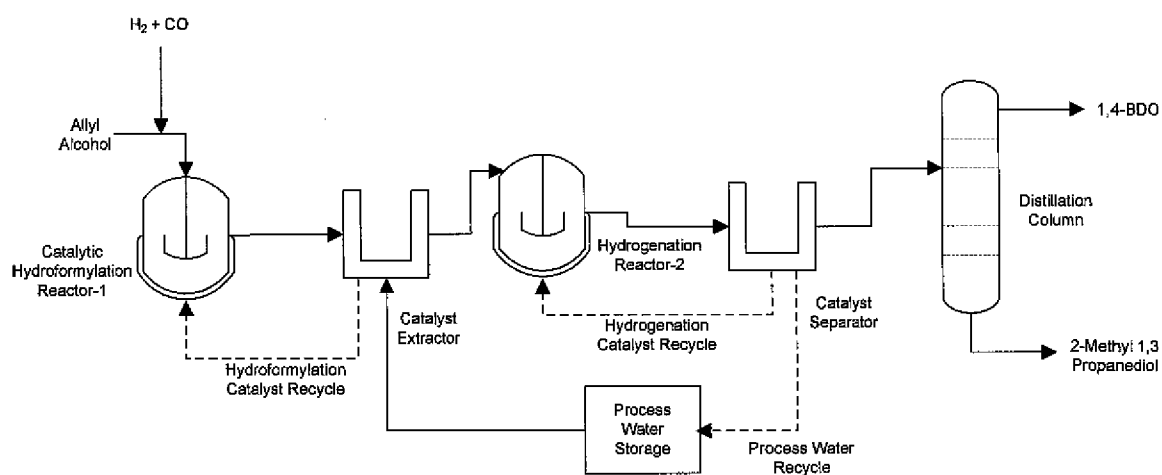 H₂ + CO
Allyl
Alcohol
Catalytic
Hydroformylation
Reactor-1
Hydroformylation
Catalyst Recycle
Catalyst
Extractor
Hydrogenation
Reactor-2
Hydrogenation
Catalyst Recycle
Catalyst
Separator
Process
Water
Storage
Process Water
Recycle
1,4-BDO
Distillation
Column
2-Methyl 1,3
Propanediol